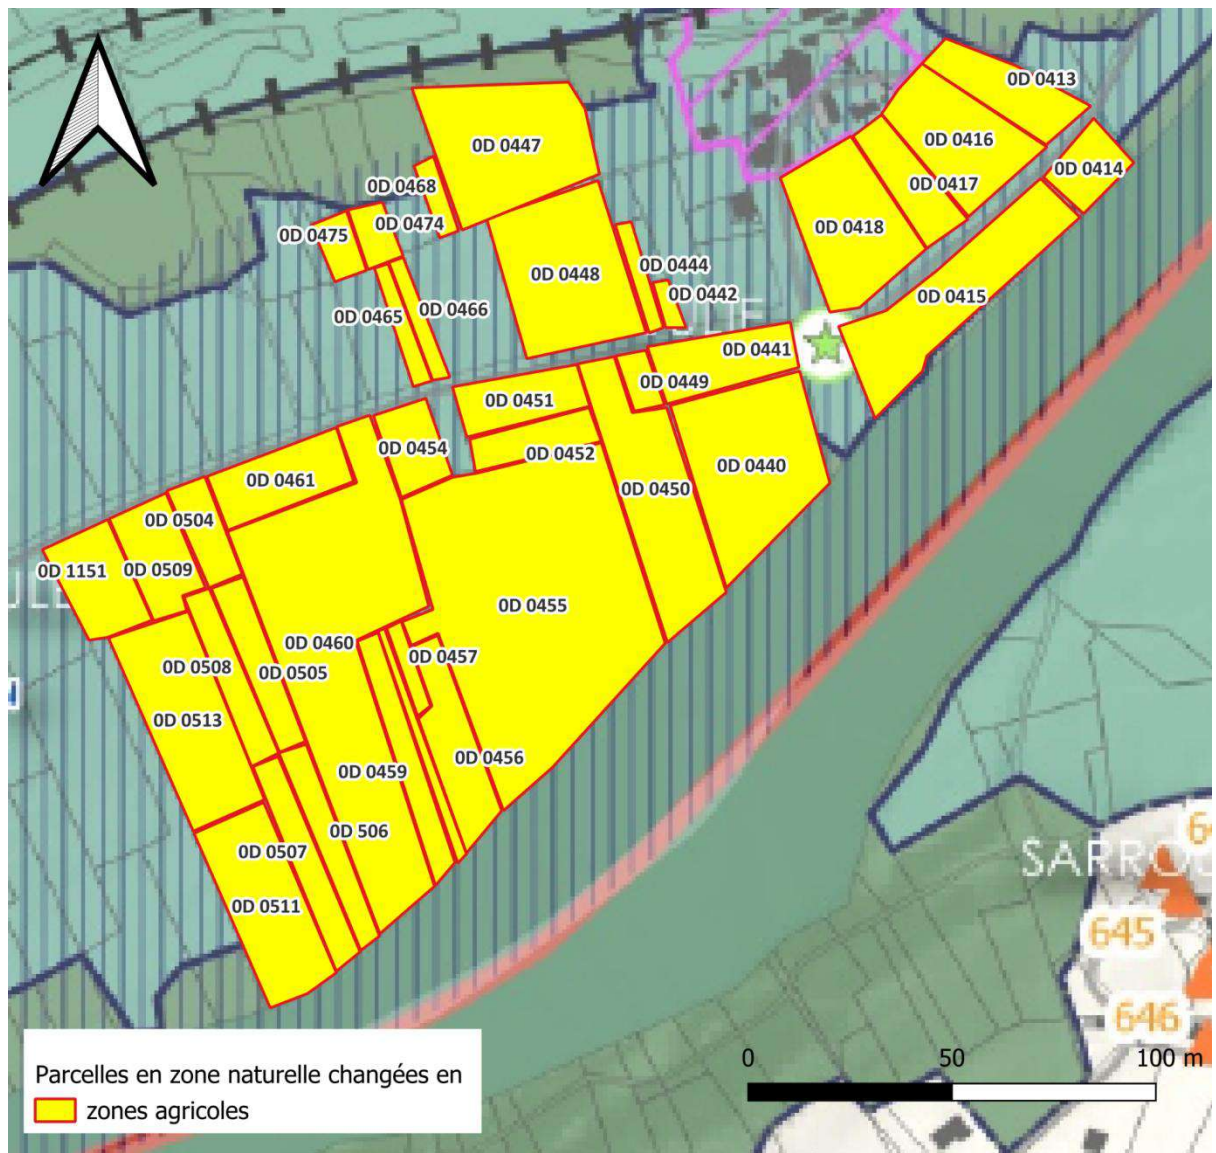 0D 0413
0D 0447
0D 0416
0D 0414
0D 0468
0D 0417
0D 0474
0D 0475
0D 0418
0D 0444
0D 0448
0D 0442
0D 0466
0D 0415
0D 0465
0D 0441
0D 0449
0D 0451
0D 0454
0D 0452
0D 0440
0D 0461
0D 0450
0D 0504
0D 1151
0D 0509
0D 0455
0D 0460
0D 0457
0D 0508
0D 0505
0D 0513
0D 0456
0D 0459
0D 506
0D 0507
0D 0511
645
646
0 50 100 m
Parcelles en zone naturelle changées en
zones agricoles